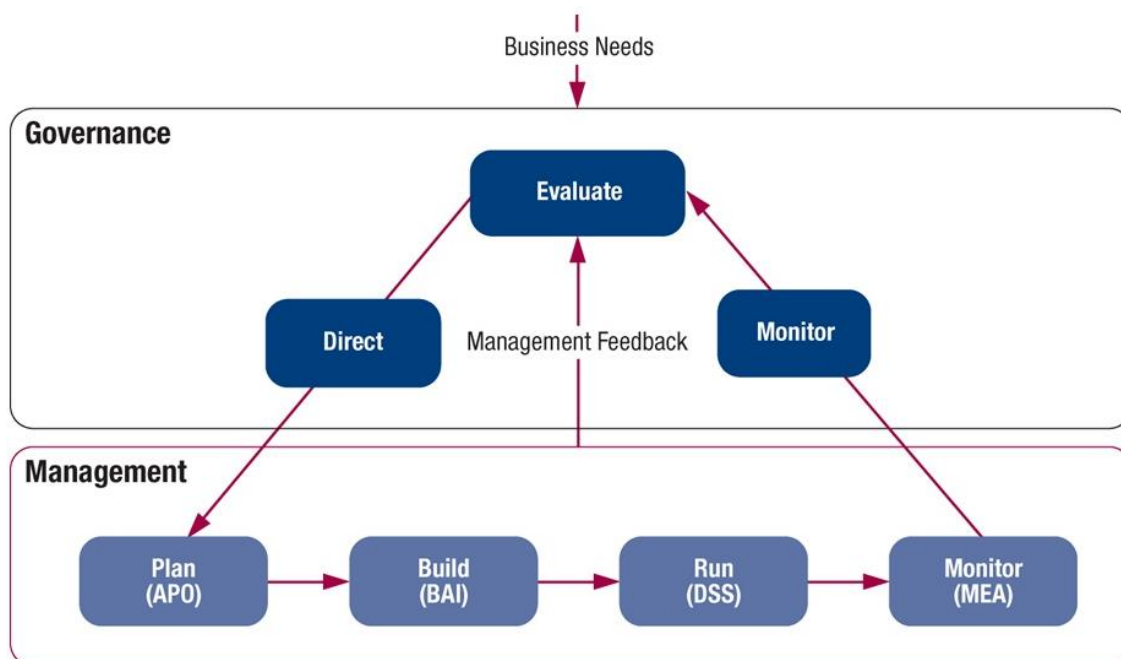 Business Needs
Governance
Evaluate
Direct
Management Feedback
Monitor
Management
Plan
(APO)
Build
(BAI)
Run
(DSS)
Monitor
(MEA)